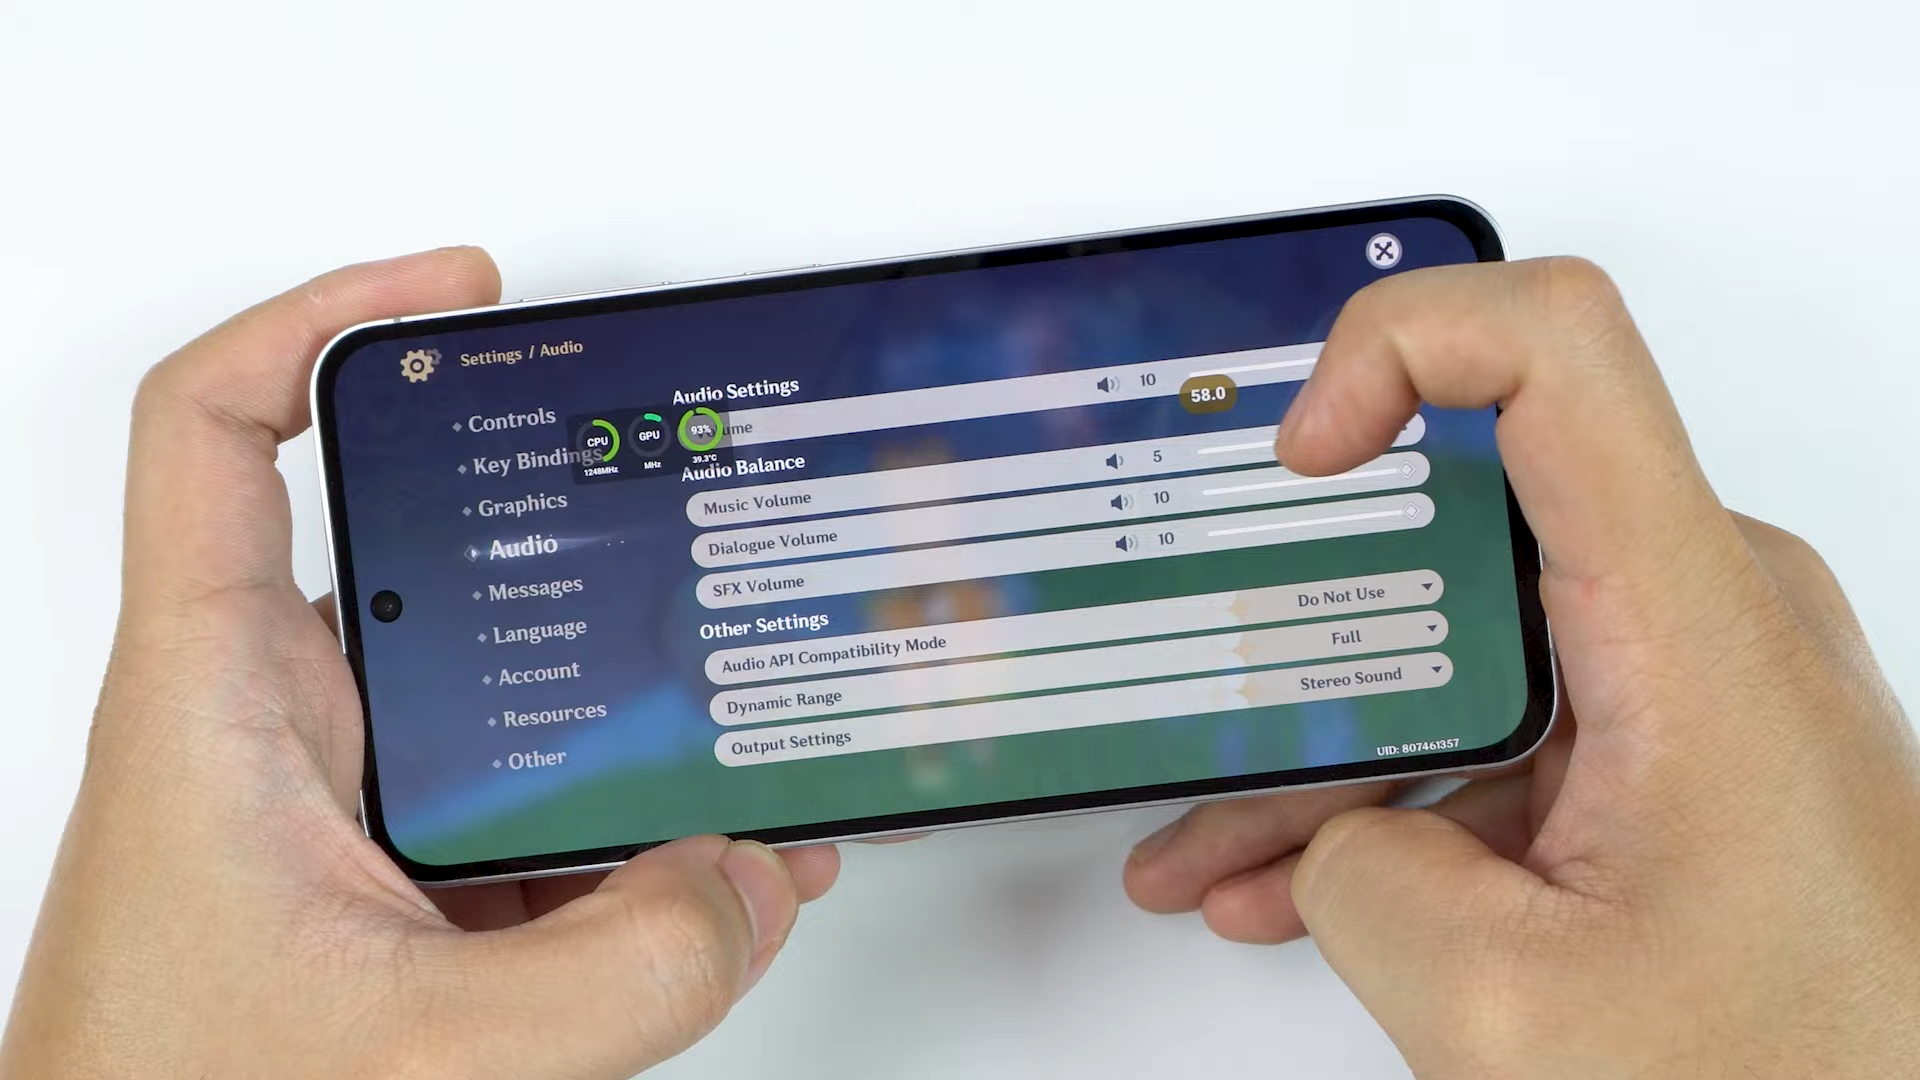 Settings / Audio
Controls
Key Bindings
Graphics
Audio
Messages
Language
Account
Resources
Other
CPU
1248MHz
GPU
MHz
93%
39.3°C
58.0
Audio Settings
10
Audio Balance
Music Volume 5
Dialogue Volume 10
SFX Volume 10
Other Settings
Audio API Compatibility Mode Do Not Use
Dynamic Range Full
Output Settings Stereo Sound
UID: 807461357